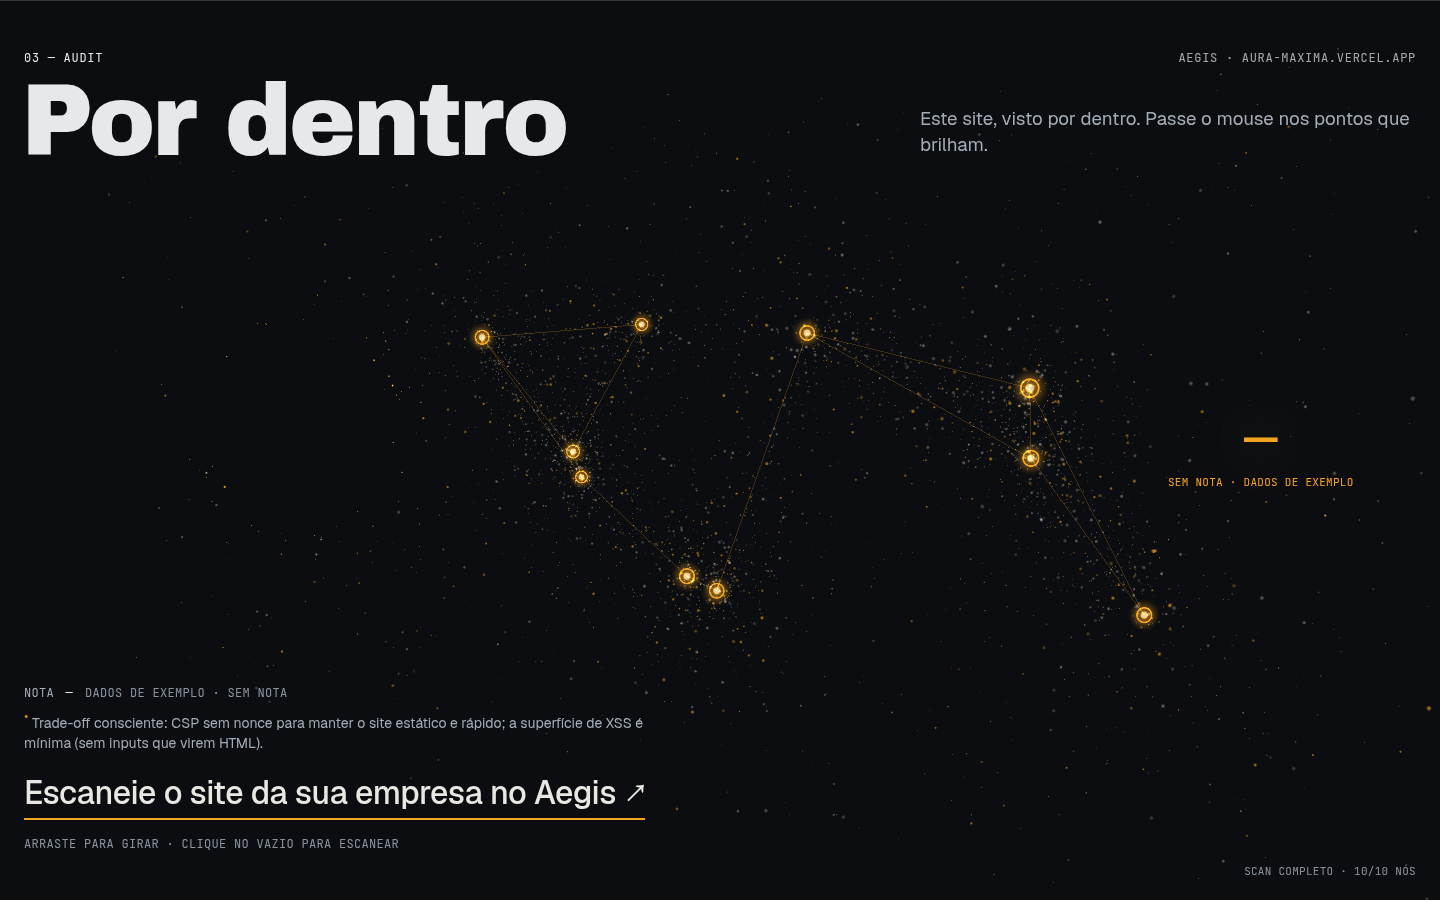 03 — AUDIT
AEGIS · AURA-MAXIMA.VERCEL.APP
Por dentro
Este site, visto por dentro. Passe o mouse nos pontos que
brilham.
—
SEM NOTA · DADOS DE EXEMPLO
NOTA — DADOS DE EXEMPLO · SEM NOTA
* Trade-off consciente: CSP sem nonce para manter o site estático e rápido; a superfície de XSS é
mínima (sem inputs que virem HTML).
Escaneie o site da sua empresa no Aegis ↗
ARRASTE PARA GIRAR · CLIQUE NO VAZIO PARA ESCANEAR
SCAN COMPLETO · 10/10 NÓS